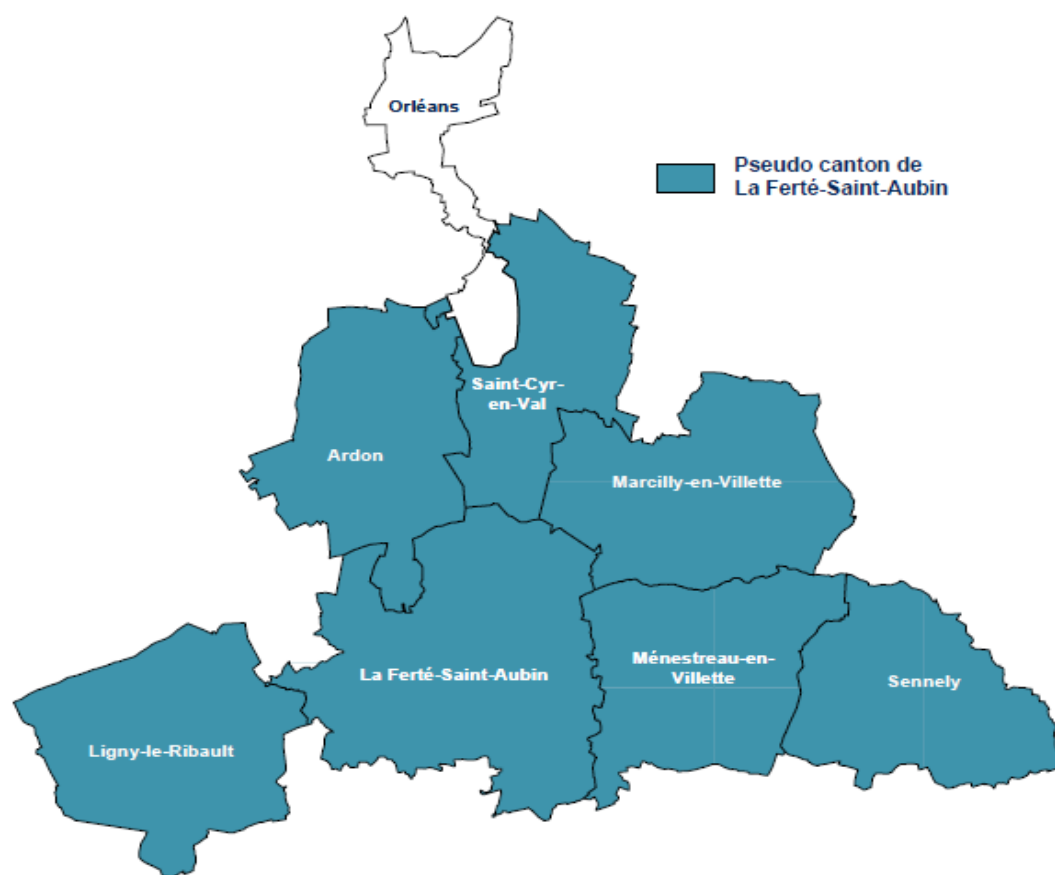 Orléans
Pseudo canton de
La Ferté-Saint-Aubin
Saint-Cyr-
en-Val
Ardon
Marcilly-en-Villette
La Ferté-Saint-Aubin
Ménestreau-en-
Villette
Sennely
Ligny-le-Ribault